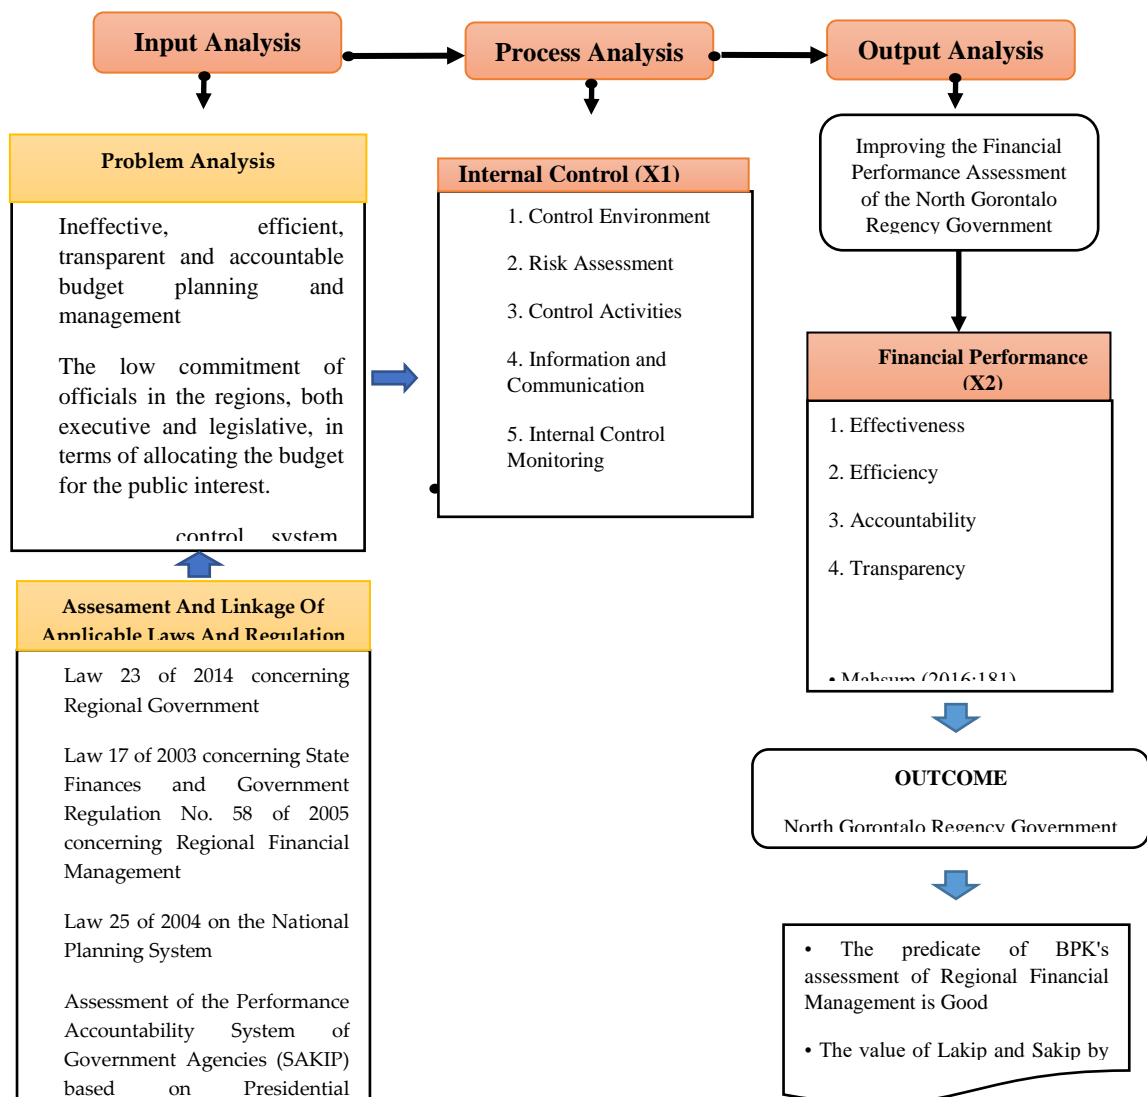 Input Analysis
Process Analysis
Output Analysis
Problem Analysis
Ineffective, efficient,
transparent and accountable
budget planning and
management
The low commitment of
officials in the regions, both
executive and legislative, in
terms of allocating the budget
for the public interest.
control system
Assesament And Linkage Of
Applicable Laws And Regulation
Law 23 of 2014 concerning
Regional Government
Law 17 of 2003 concerning State
Finances and Government
Regulation No. 58 of 2005
concerning Regional Financial
Management
Law 25 of 2004 on the National
Planning System
Assessment of the Performance
Accountability System of
Government Agencies (SAKIP)
based on Presidential
Internal Control (X1)
1. Control Environment
2. Risk Assessment
3. Control Activities
4. Information and
Communication
5. Internal Control
Monitoring
Improving the Financial
Performance Assessment
of the North Gorontalo
Regency Government
Financial Performance
(X2)
1. Effectiveness
2. Efficiency
3. Accountability
4. Transparency
• Mahsum (2016:181)
OUTCOME
North Gorontalo Regency Government
• The predicate of BPK's
assessment of Regional Financial
Management is Good
• The value of Lakip and Sakip by